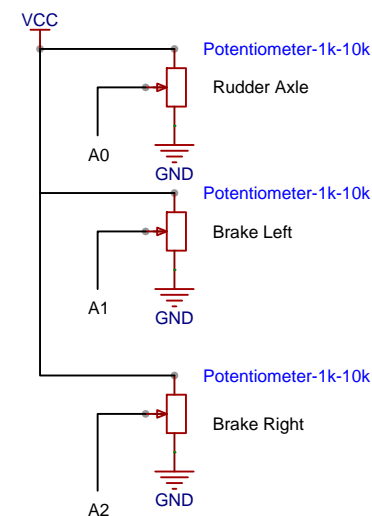 VCC
Potentiometer-1k-10k
Rudder Axle
A0
GND
Potentiometer-1k-10k
Brake Left
A1
GND
Potentiometer-1k-10k
Brake Right
A2
GND